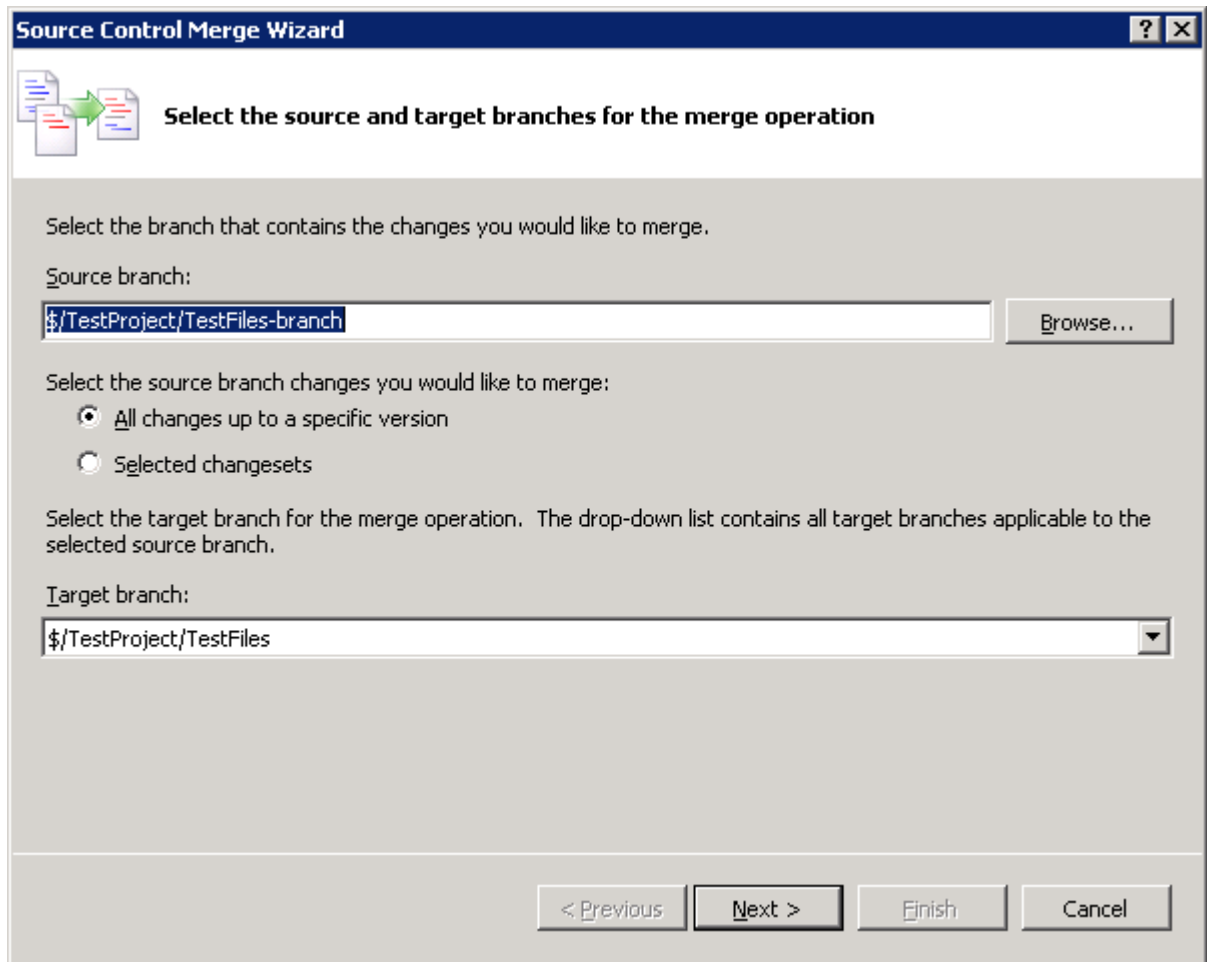 Source Control Merge Wizard
Select the source and target branches for the merge operation
Select the branch that contains the changes you would like to merge.
Source branch:
$/TestProject/TestFiles-branch
Browse...
Select the source branch changes you would like to merge:
All changes up to a specific version
Selected changesets
Select the target branch for the merge operation.  The drop-down list contains all target branches applicable to the
selected source branch.
Target branch:
$/TestProject/TestFiles
< Previous
Next >
Finish
Cancel